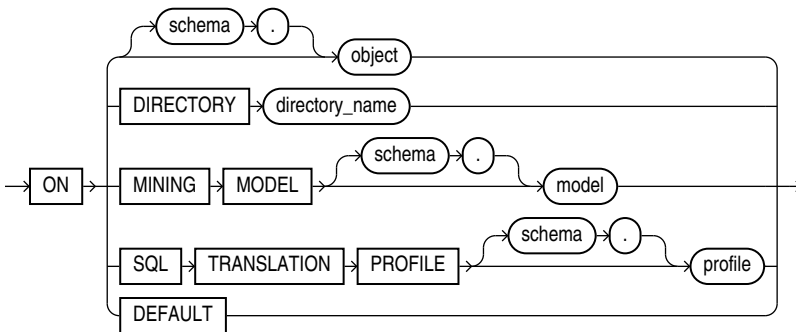 schema .
object
DIRECTORY directory_name
schema .
ON MINING MODEL model
schema .
SQL TRANSLATION PROFILE profile
DEFAULT